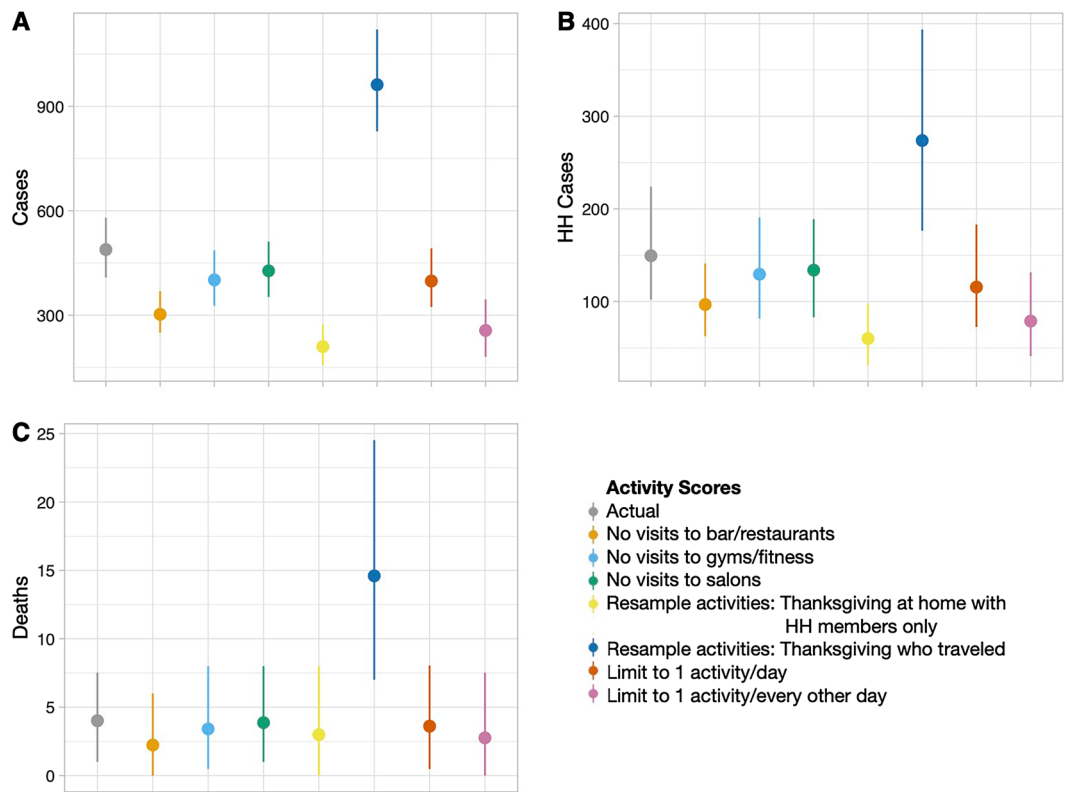 A
Cases
900
600
300
B
HH Cases
400
300
200
100
C
Deaths
25
20
15
10
5
0
Activity Scores
Actual
No visits to bar/restaurants
No visits to gyms/fitness
No visits to salons
Resample activities: Thanksgiving at home with
HH members only
Resample activities: Thanksgiving who traveled
Limit to 1 activity/day
Limit to 1 activity/every other day